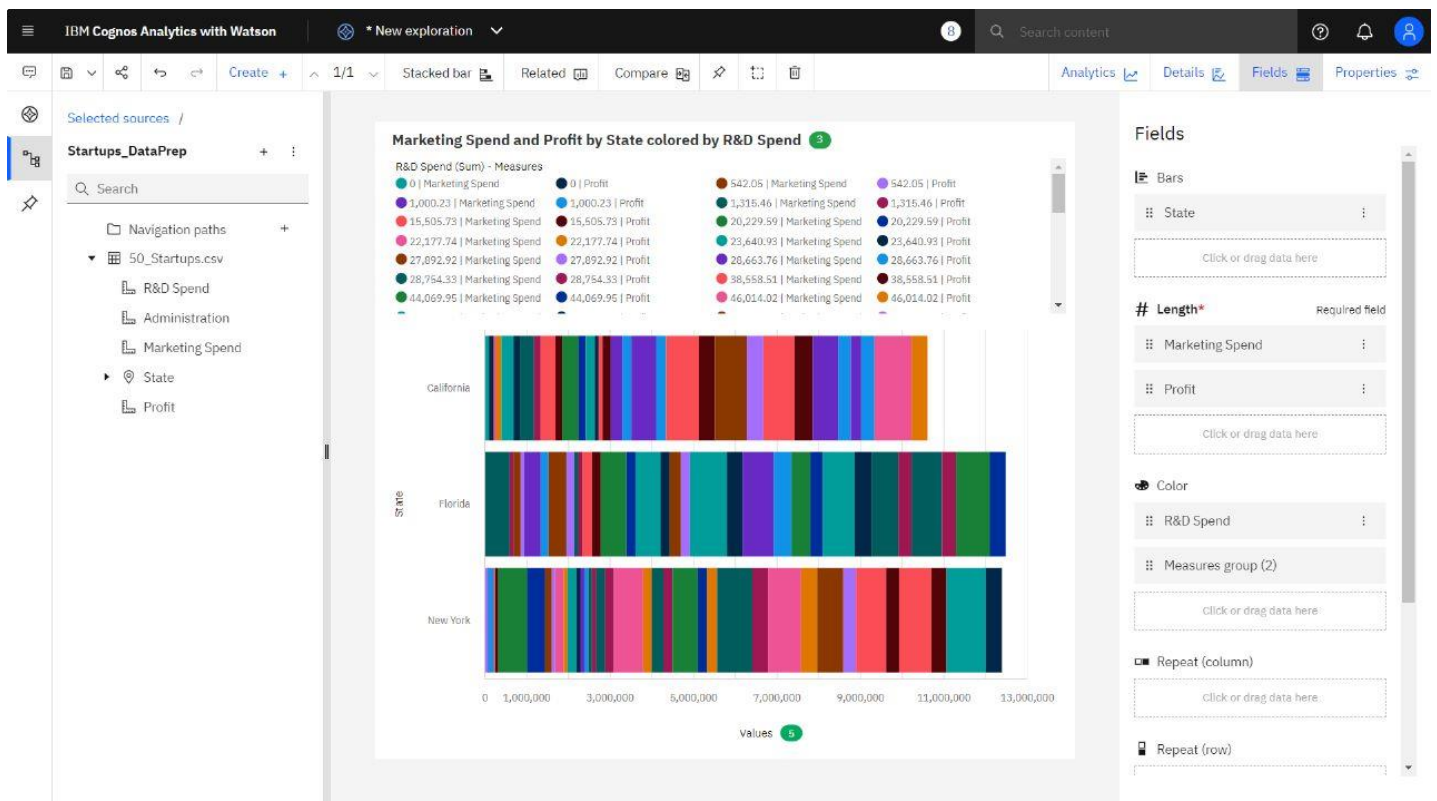 IBM Cognos Analytics with Watson
* New exploration
8
Search content
Create +
1/1
Stacked bar
Related
Compare
Analytics
Details
Fields
Properties
Selected sources /
Startups_DataPrep
Search
Navigation paths
50_Startups.csv
R&D Spend
Administration
Marketing Spend
State
Profit
Marketing Spend and Profit by State colored by R&D Spend 3
R&D Spend (Sum) - Measures
0 | Marketing Spend 0 | Profit 542.05 | Marketing Spend 542.05 | Profit
1,000.23 | Marketing Spend 1,000.23 | Profit 1,315.46 | Marketing Spend 1,315.46 | Profit
15,505.73 | Marketing Spend 15,505.73 | Profit 20,229.59 | Marketing Spend 20,229.59 | Profit
22,177.74 | Marketing Spend 22,177.74 | Profit 23,640.93 | Marketing Spend 23,640.93 | Profit
27,892.92 | Marketing Spend 27,892.92 | Profit 28,663.76 | Marketing Spend 28,663.76 | Profit
28,754.33 | Marketing Spend 28,754.33 | Profit 38,558.51 | Marketing Spend 38,558.51 | Profit
44,069.95 | Marketing Spend 44,069.95 | Profit 46,014.02 | Marketing Spend 46,014.02 | Profit
State
California
Florida
New York
0 1,000,000 3,000,000 5,000,000 7,000,000 9,000,000 11,000,000 13,000,000
Values 5
Fields
Bars
State
Click or drag data here
Length* Required field
Marketing Spend
Profit
Click or drag data here
Color
R&D Spend
Measures group (2)
Click or drag data here
Repeat (column)
Click or drag data here
Repeat (row)